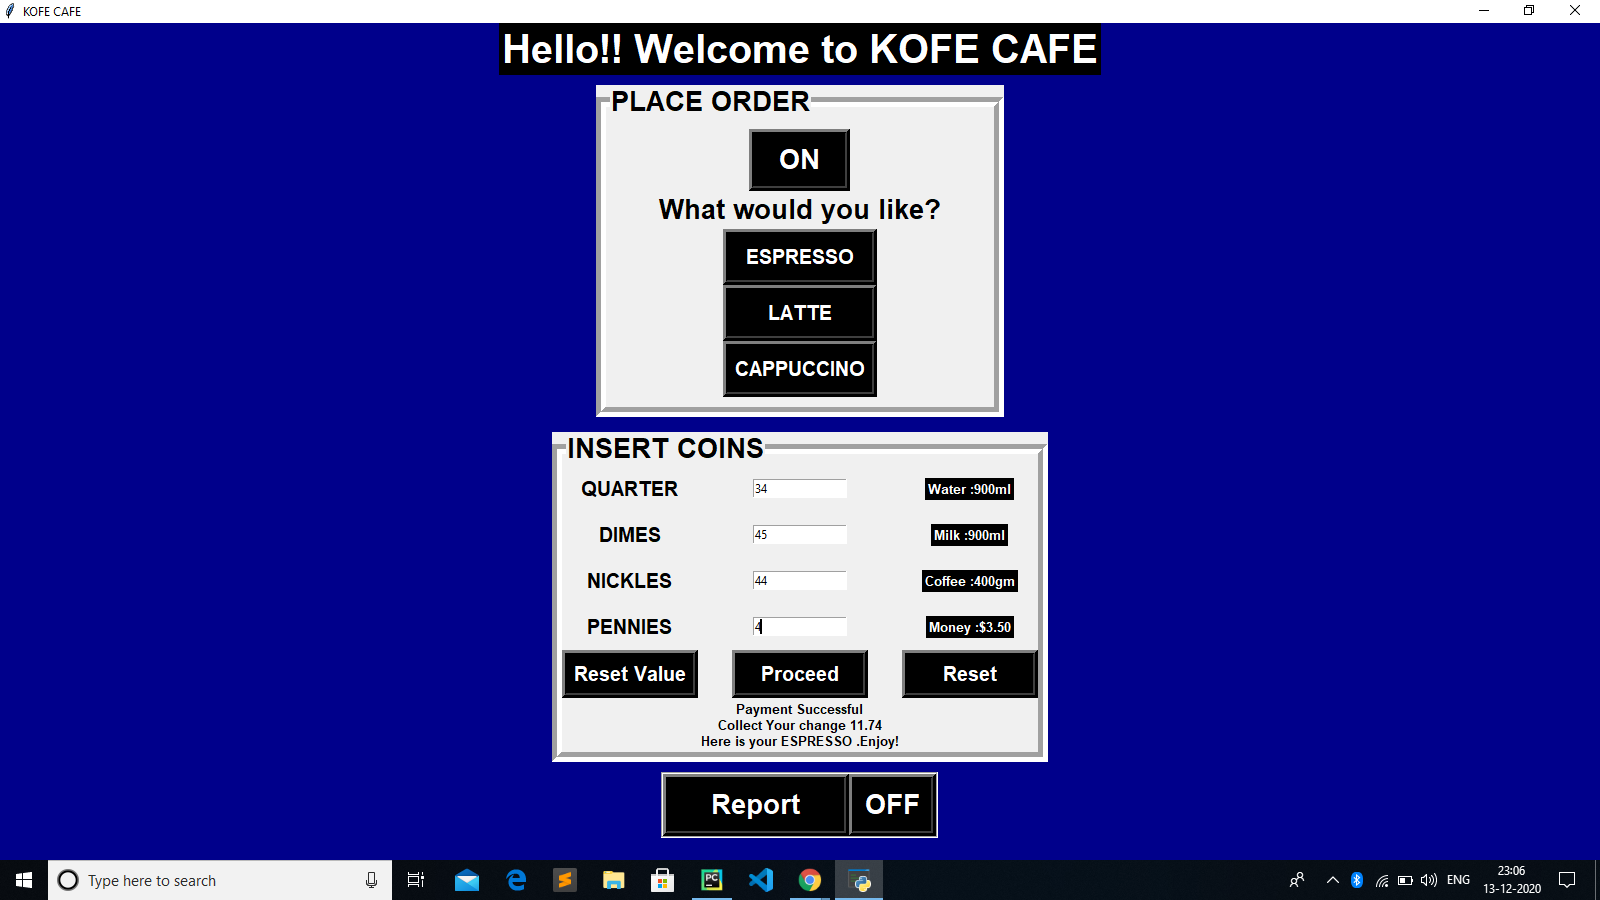 KOFE CAFE
Hello!! Welcome to KOFE CAFE
PLACE ORDER
ON
What would you like?
ESPRESSO
LATTE
CAPPUCCINO
INSERT COINS
QUARTER 34 Water :900ml
DIMES 45 Milk :900ml
NICKLES 44 Coffee :400gm
PENNIES 4 Money :$3.50
Reset Value Proceed Reset
Payment Successful
Collect Your change 11.74
Here is your ESPRESSO .Enjoy!
Report OFF
Type here to search
PC
ENG
23:06
13-12-2020